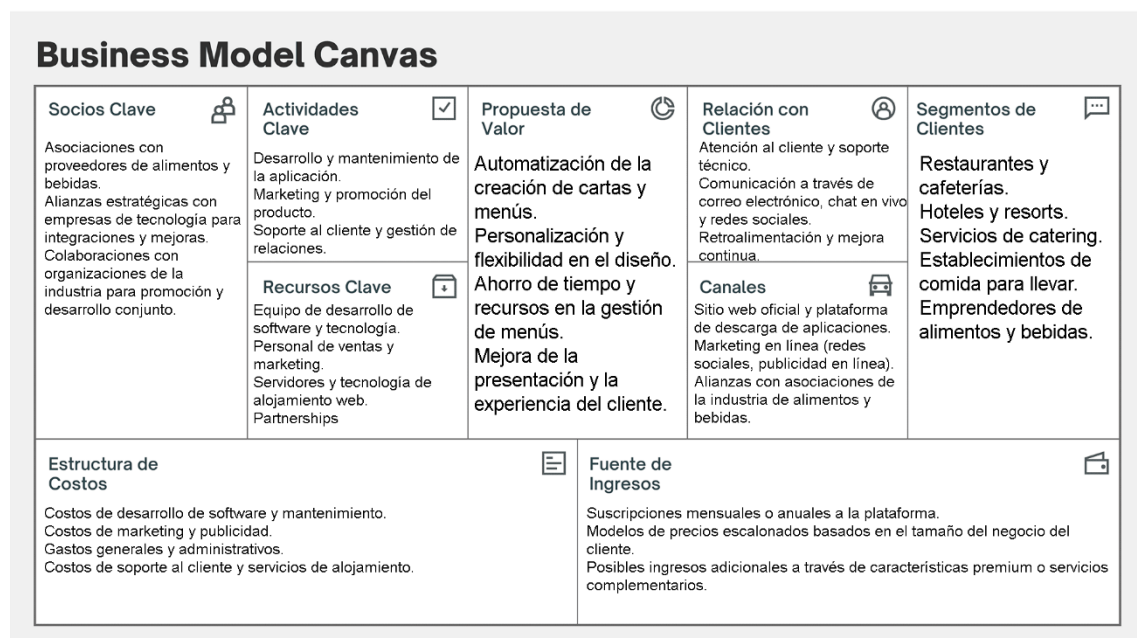 Business Model Canvas
Socios Clave
Asociaciones con
proveedores de alimentos y
bebidas.
Alianzas estratégicas con
empresas de tecnología para
integraciones y mejoras.
Colaboraciones con
organizaciones de la
industria para promoción y
desarrollo conjunto.
Actividades
Clave
Desarrollo y mantenimiento de
la aplicación.
Marketing y promoción del
producto.
Soporte al cliente y gestión de
relaciones.
Recursos Clave
Equipo de desarrollo de
software y tecnología.
Personal de ventas y
marketing.
Servidores y tecnología de
alojamiento web.
Partnerships
Propuesta de
Valor
Automatización de la
creación de cartas y
menús.
Personalización y
flexibilidad en el diseño.
Ahorro de tiempo y
recursos en la gestión
de menús.
Mejora de la
presentación y la
experiencia del cliente.
Relación con
Clientes
Atención al cliente y soporte
técnico.
Comunicación a través de
correo electrónico, chat en vivo
y redes sociales.
Retroalimentación y mejora
continua.
Canales
Sitio web oficial y plataforma
de descarga de aplicaciones.
Marketing en línea (redes
sociales, publicidad en línea).
Alianzas con asociaciones de
la industria de alimentos y
bebidas.
Segmentos de
Clientes
Restaurantes y
cafeterías.
Hoteles y resorts.
Servicios de catering.
Establecimientos de
comida para llevar.
Emprendedores de
alimentos y bebidas.
Estructura de
Costos
Costos de desarrollo de software y mantenimiento.
Costos de marketing y publicidad.
Gastos generales y administrativos.
Costos de soporte al cliente y servicios de alojamiento.
Fuente de
Ingresos
Suscripciones mensuales o anuales a la plataforma.
Modelos de precios escalonados basados en el tamaño del negocio del
cliente.
Posibles ingresos adicionales a través de características premium o servicios
complementarios.